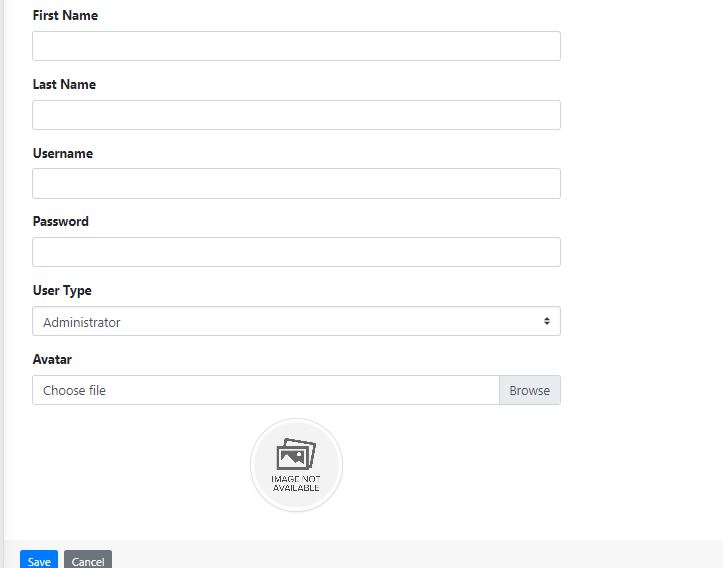 First Name
Last Name
Username
Password
User Type
Administrator
Avatar
Choose file
Browse
IMAGE NOT
AVAILABLE
Save
Cancel